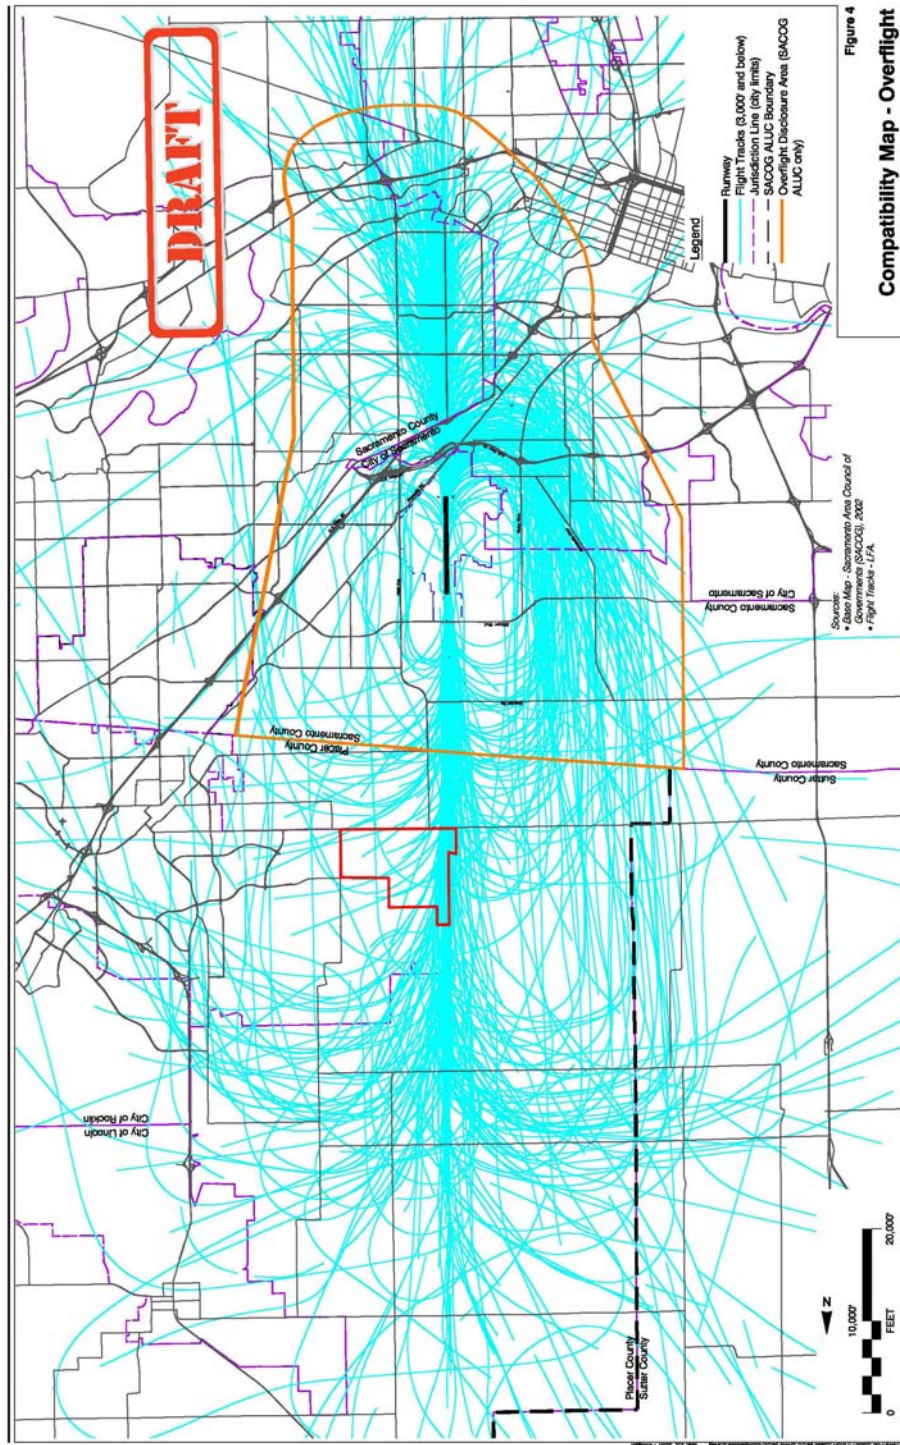 DRAFT
Figure 4
Compatibility Map - Overflight
Legend
Runway
Flight Tracks (3,000' and below)
Jurisdiction Line (city limits)
SACOG ALUC Boundary
Overflight Disclosure Area (SACOG
ALUC only)
Sacramento County
City of Sacramento
City of Sacramento
Sacramento County
Sources:
• Base Map - Sacramento Area Council of
Governments (SACOG), 2002
• Flight Tracks - LFA.
Sacramento County
Placer County
Sacramento County
Sutter County
City of Rocklin
City of Lincoln
Placer County
Sutter County
N
10,000'
20,000'
0
FEET